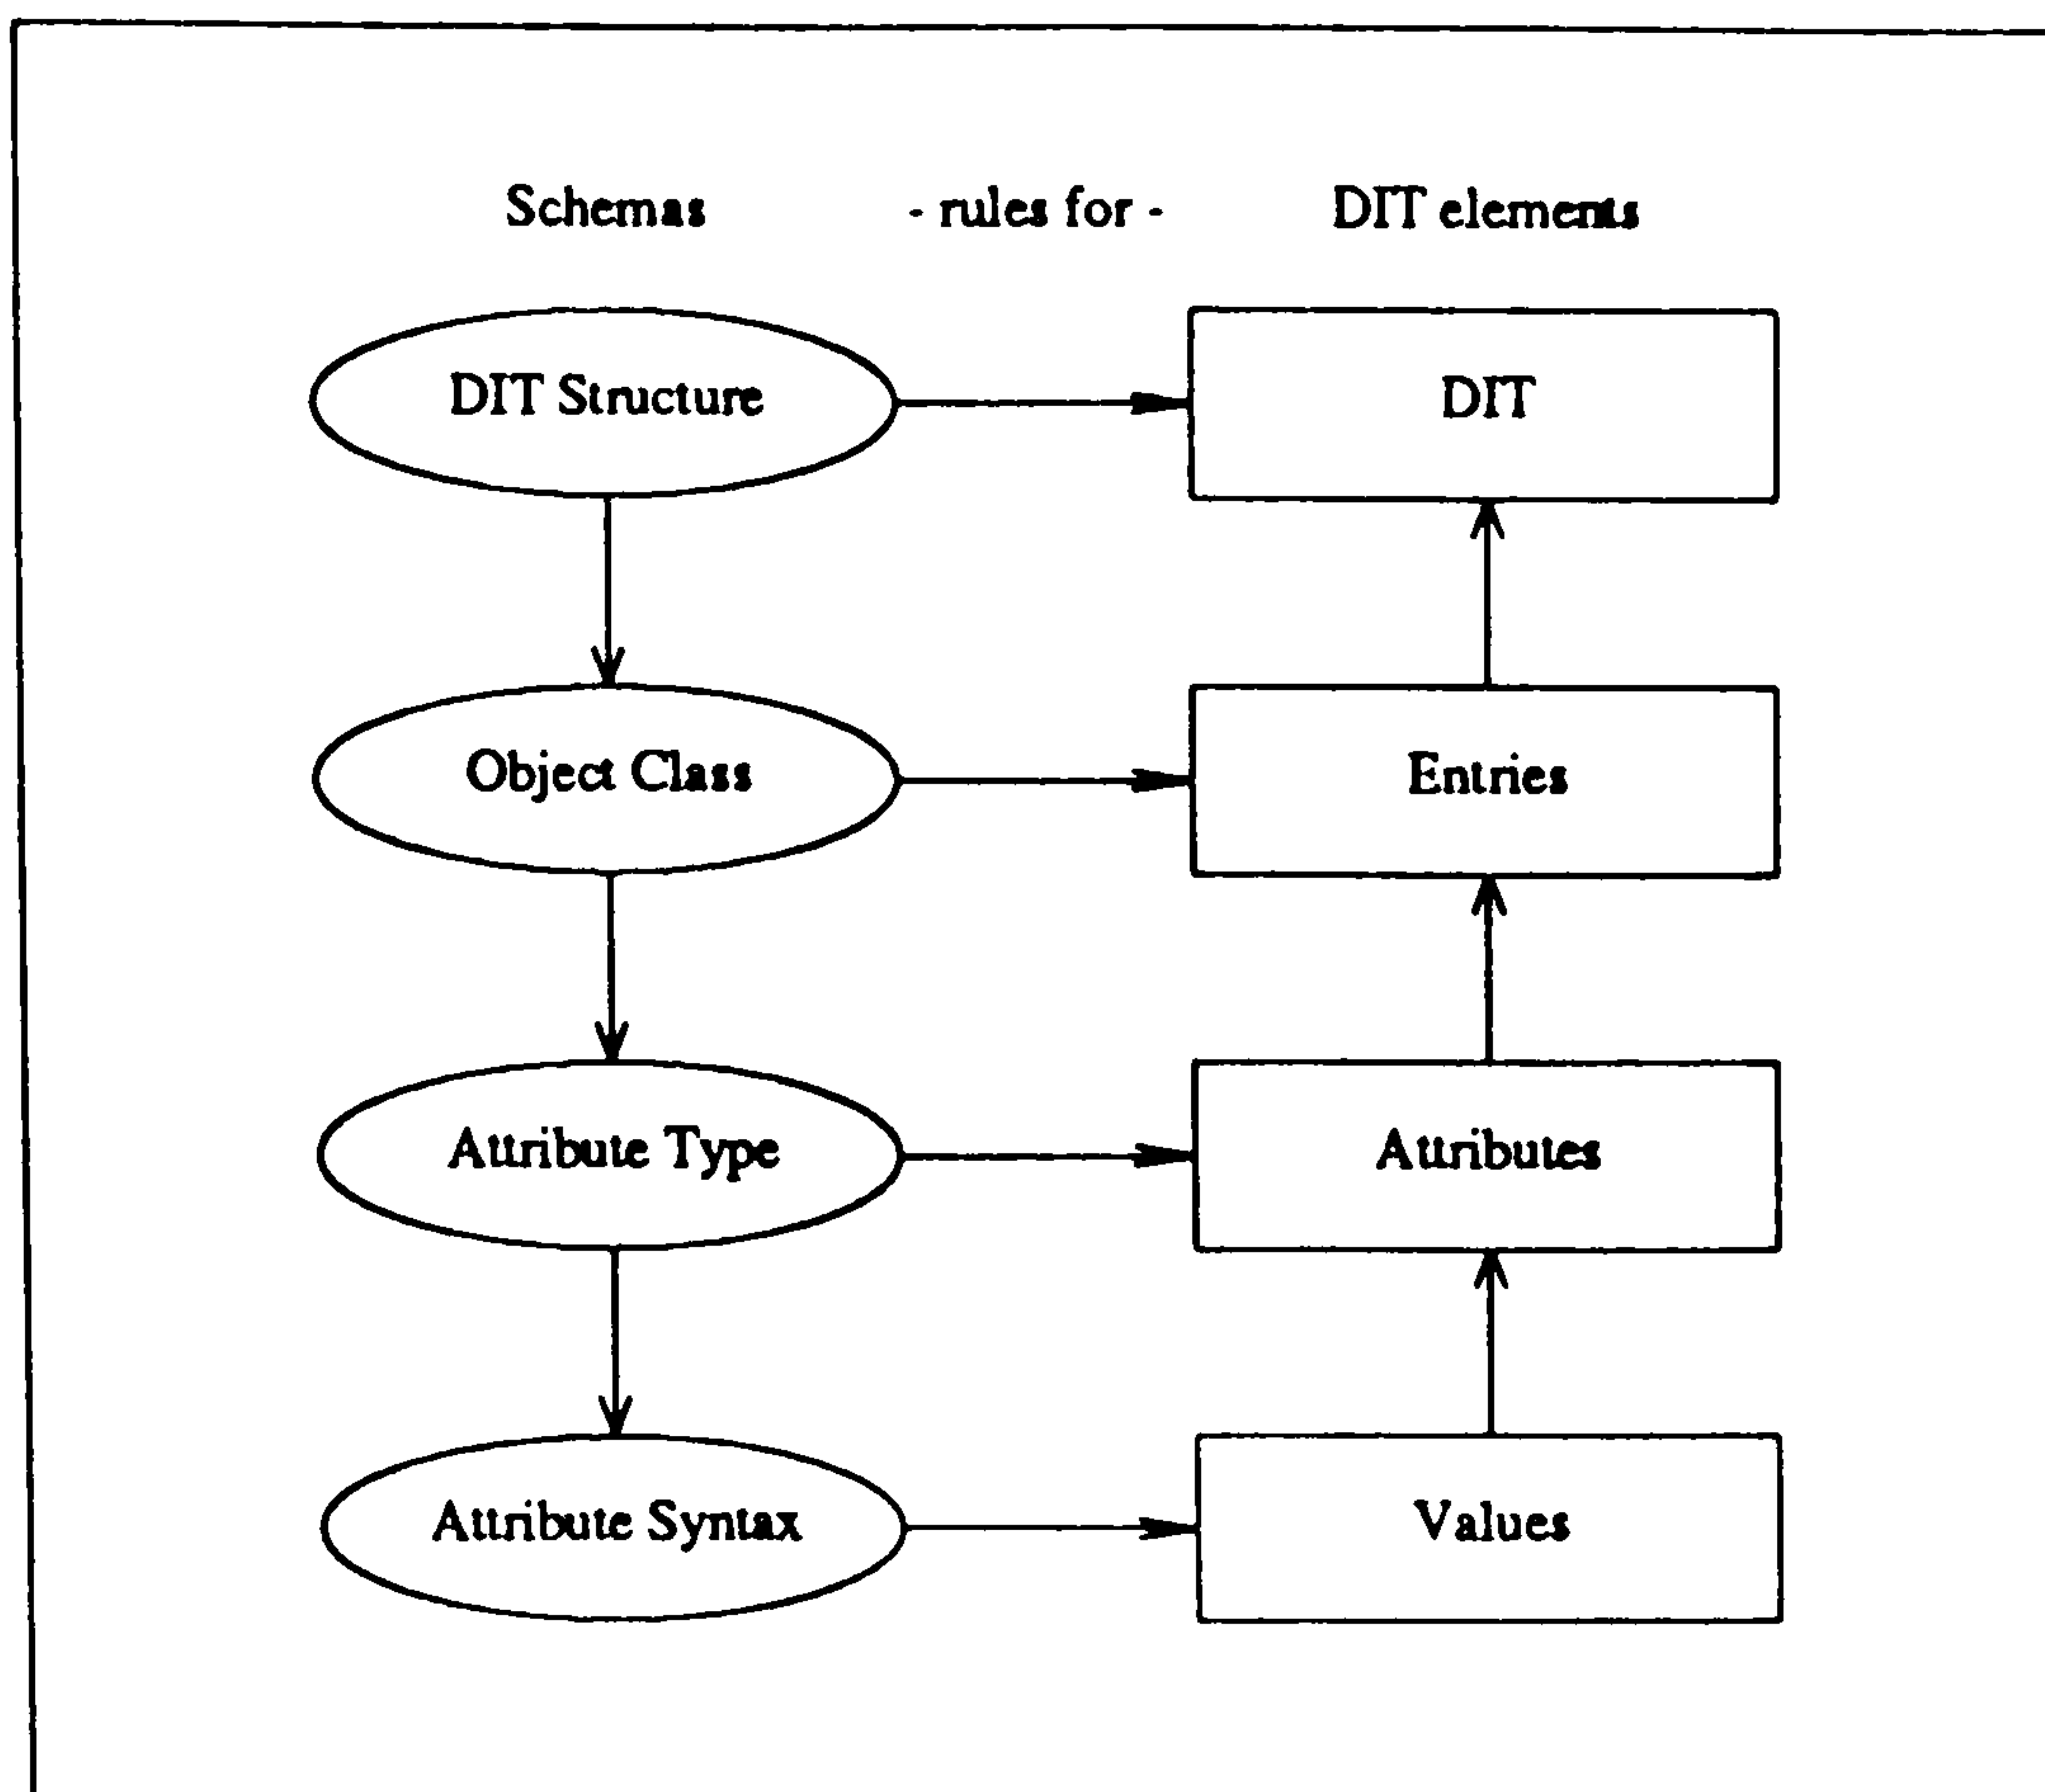 Schemas - rules for - DIT elements
DIT Structure
DIT
Object Class
Entries
Attribute Type
Attributes
Attribute Syntax
Values